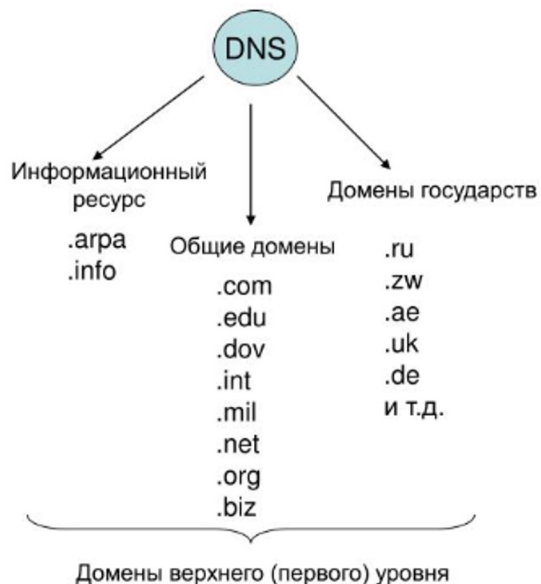 DNS
Информационный
ресурс
.arpa
.info
Общие домены
.com
.edu
.dov
.int
.mil
.net
.org
.biz
Домены государств
.ru
.zw
.ae
.uk
.de
и т.д.
Домены верхнего (первого) уровня